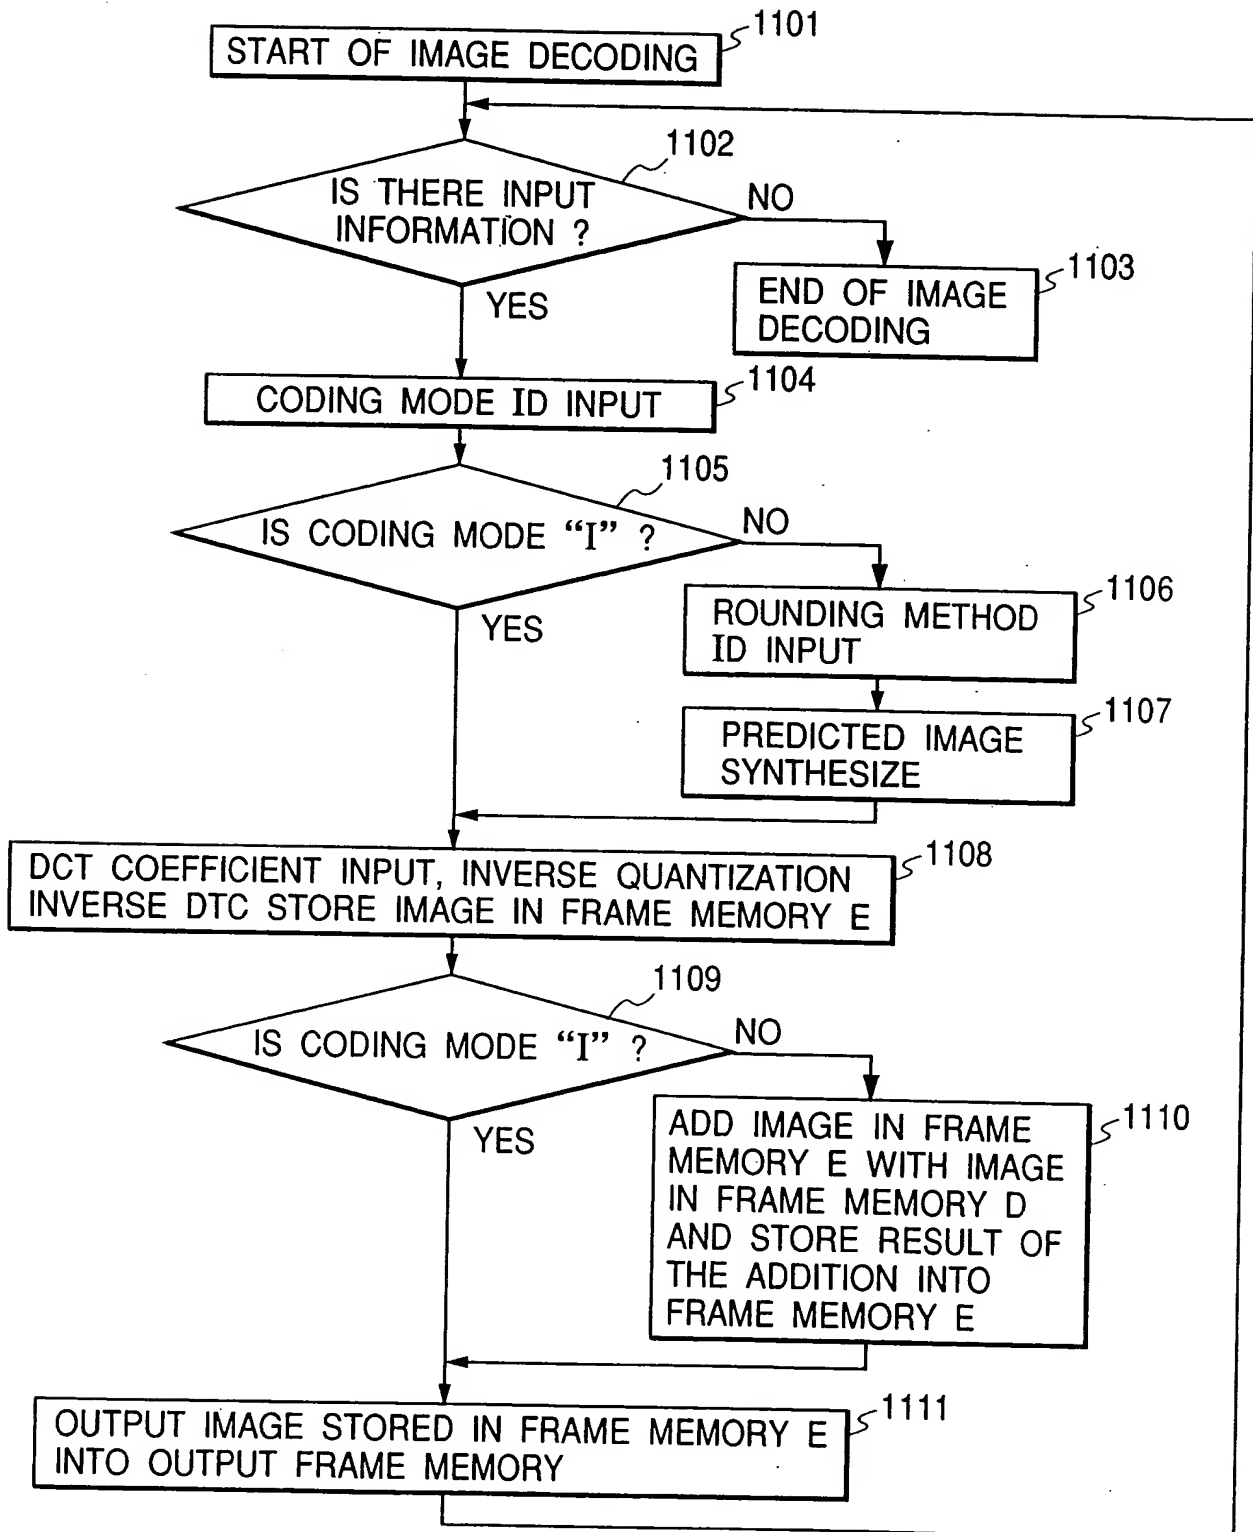 1101
START OF IMAGE DECODING
1102
IS THERE INPUT
INFORMATION ?
NO
1103
END OF IMAGE
DECODING
YES
1104
CODING MODE ID INPUT
1105
IS CODING MODE “I” ?
NO
1106
ROUNDING METHOD
ID INPUT
YES
1107
PREDICTED IMAGE
SYNTHESIZE
1108
DCT COEFFICIENT INPUT, INVERSE QUANTIZATION
INVERSE DTC STORE IMAGE IN FRAME MEMORY E
1109
IS CODING MODE “I” ?
NO
1110
ADD IMAGE IN FRAME
MEMORY E WITH IMAGE
IN FRAME MEMORY D
AND STORE RESULT OF
THE ADDITION INTO
FRAME MEMORY E
YES
1111
OUTPUT IMAGE STORED IN FRAME MEMORY E
INTO OUTPUT FRAME MEMORY